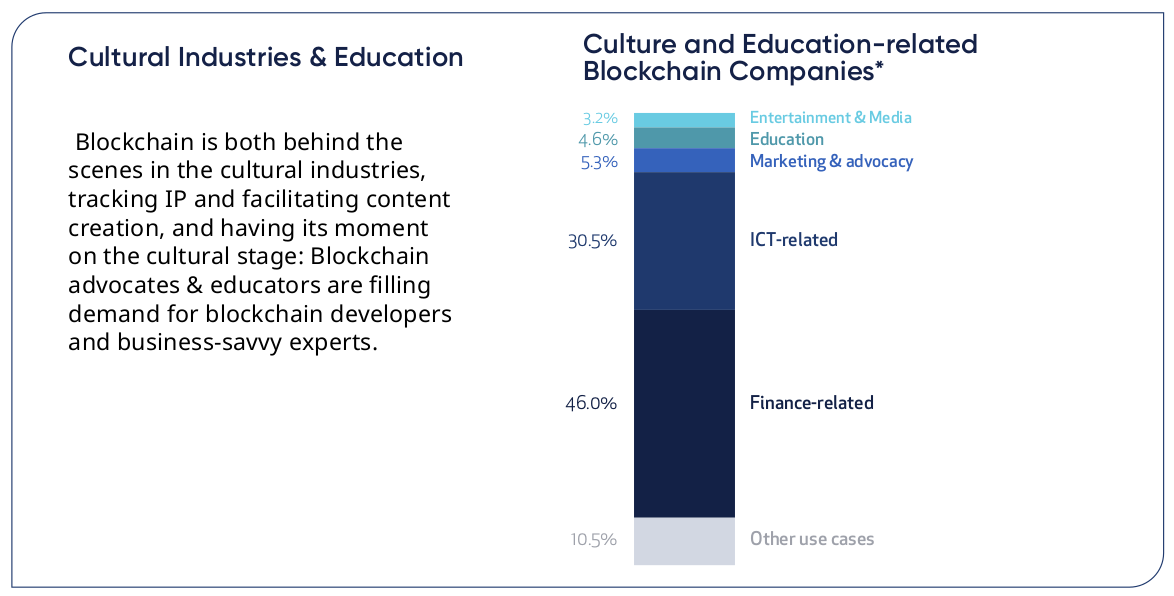 Cultural Industries & Education
Blockchain is both behind the
scenes in the cultural industries,
tracking IP and facilitating content
creation, and having its moment
on the cultural stage: Blockchain
advocates & educators are filling
demand for blockchain developers
and business-savvy experts.
Culture and Education-related
Blockchain Companies*
3.2% Entertainment & Media
4.6% Education
5.3% Marketing & advocacy
30.5% ICT-related
46.0% Finance-related
10.5% Other use cases